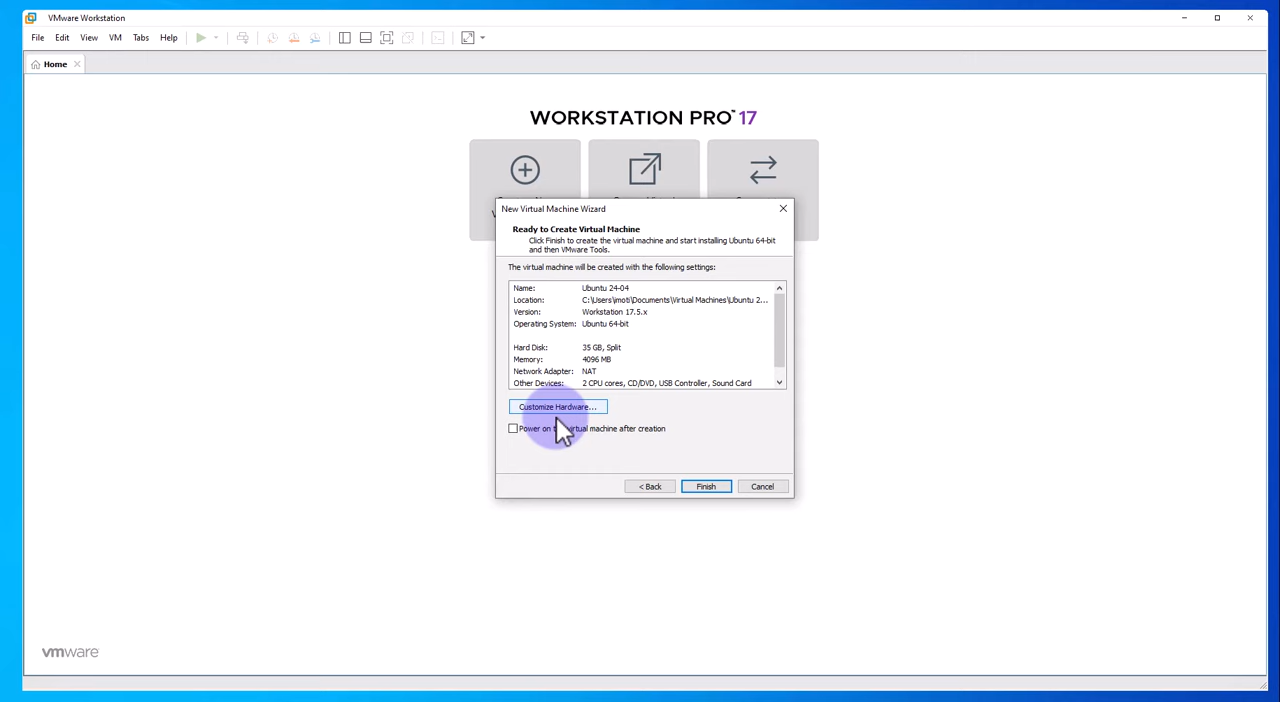 VMware Workstation
File Edit View VM Tabs Help
Home
WORKSTATION PRO™ 17
New Virtual Machine Wizard
Ready to Create Virtual Machine
Click Finish to create the virtual machine and start installing Ubuntu 64-bit
and then VMware Tools.
The virtual machine will be created with the following settings:
Name: Ubuntu 24-04
Location: C:\Users\moti\Documents\Virtual Machines\Ubuntu 2...
Version: Workstation 17.5.x
Operating System: Ubuntu 64-bit
Hard Disk: 35 GB, Split
Memory: 4096 MB
Network Adapter: NAT
Other Devices: 2 CPU cores, CD/DVD, USB Controller, Sound Card
Customize Hardware...
Power on virtual machine after creation
< Back Finish Cancel
vmware